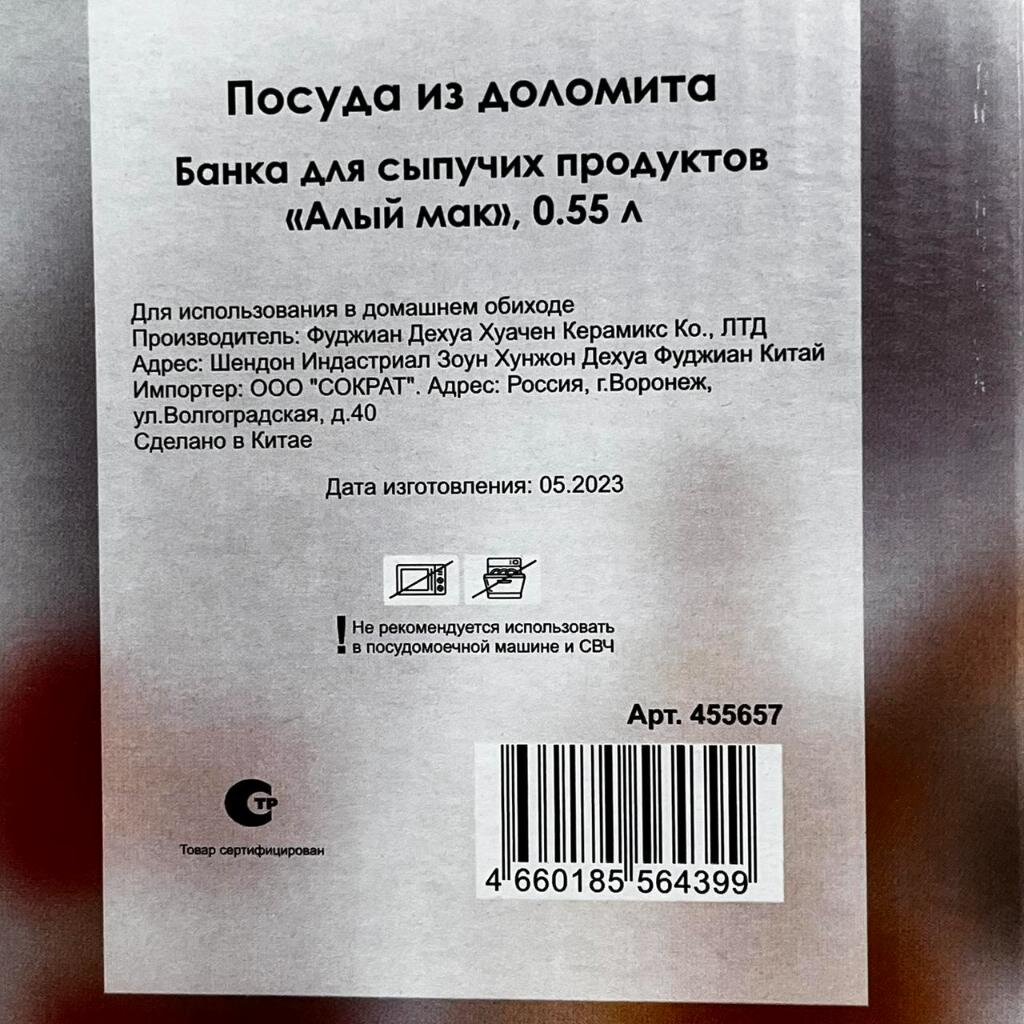 Посуда из доломита
Банка для сыпучих продуктов
«Алый мак», 0.55 л
Для использования в домашнем обиходе
Производитель: Фуджиан Дехуа Хуачен Керамикс Ко., ЛТД
Адрес: Шендон Индастриал Зоун Хунжон Дехуа Фуджиан Китай
Импортер: ООО "СОКРАТ". Адрес: Россия, г.Воронеж,
ул.Волгоградская, д.40
Сделано в Китае
Дата изготовления: 05.2023
! Не рекомендуется использовать
в посудомоечной машине и СВЧ
Арт. 455657
ТР
Товар сертифицирован
4 660185 564399